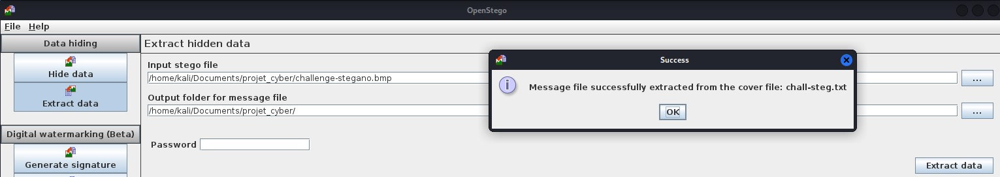 OpenStego
File Help
Data hiding
Hide data
Extract data
Digital watermarking (Beta)
Generate signature
Extract hidden data
Input stego file
/home/kali/Documents/projet_cyber/challenge-stegano.bmp
...
Output folder for message file
/home/kali/Documents/projet_cyber/
...
Password
Extract data
Success
Message file successfully extracted from the cover file: chall-steg.txt
OK